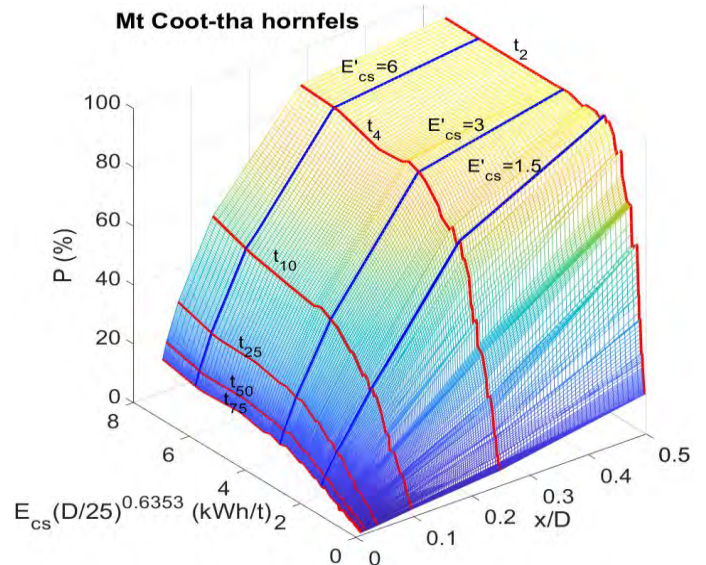 Mt Coot-tha hornfels
t2
E'cs=6
100
t4
E'cs=3
80
E'cs=1.5
60
P (%)
t10
40
20
t25
t50
t75
0
8
6
4
2
0
0.5
0.4
0.3
0.2
0.1
0
x/D
Ecs(D/25)^0.6353 (kWh/t)